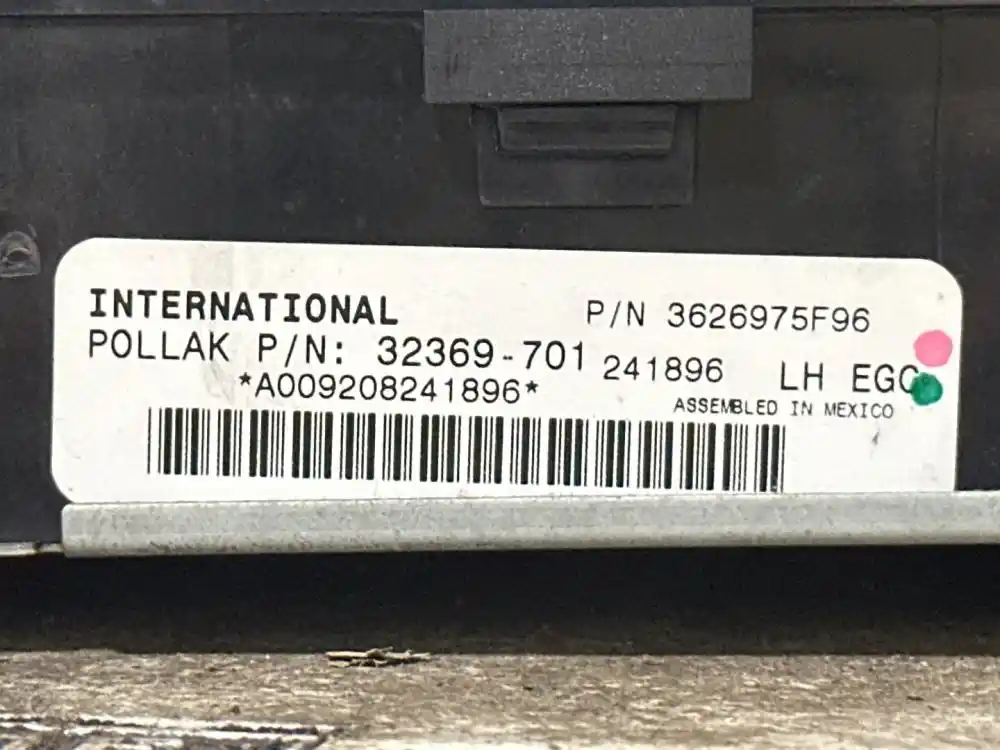 INTERNATIONAL P/N 3626975F96
POLLAK P/N: 32369-701 241896 LH EGC
*A009208241896* ASSEMBLED IN MEXICO